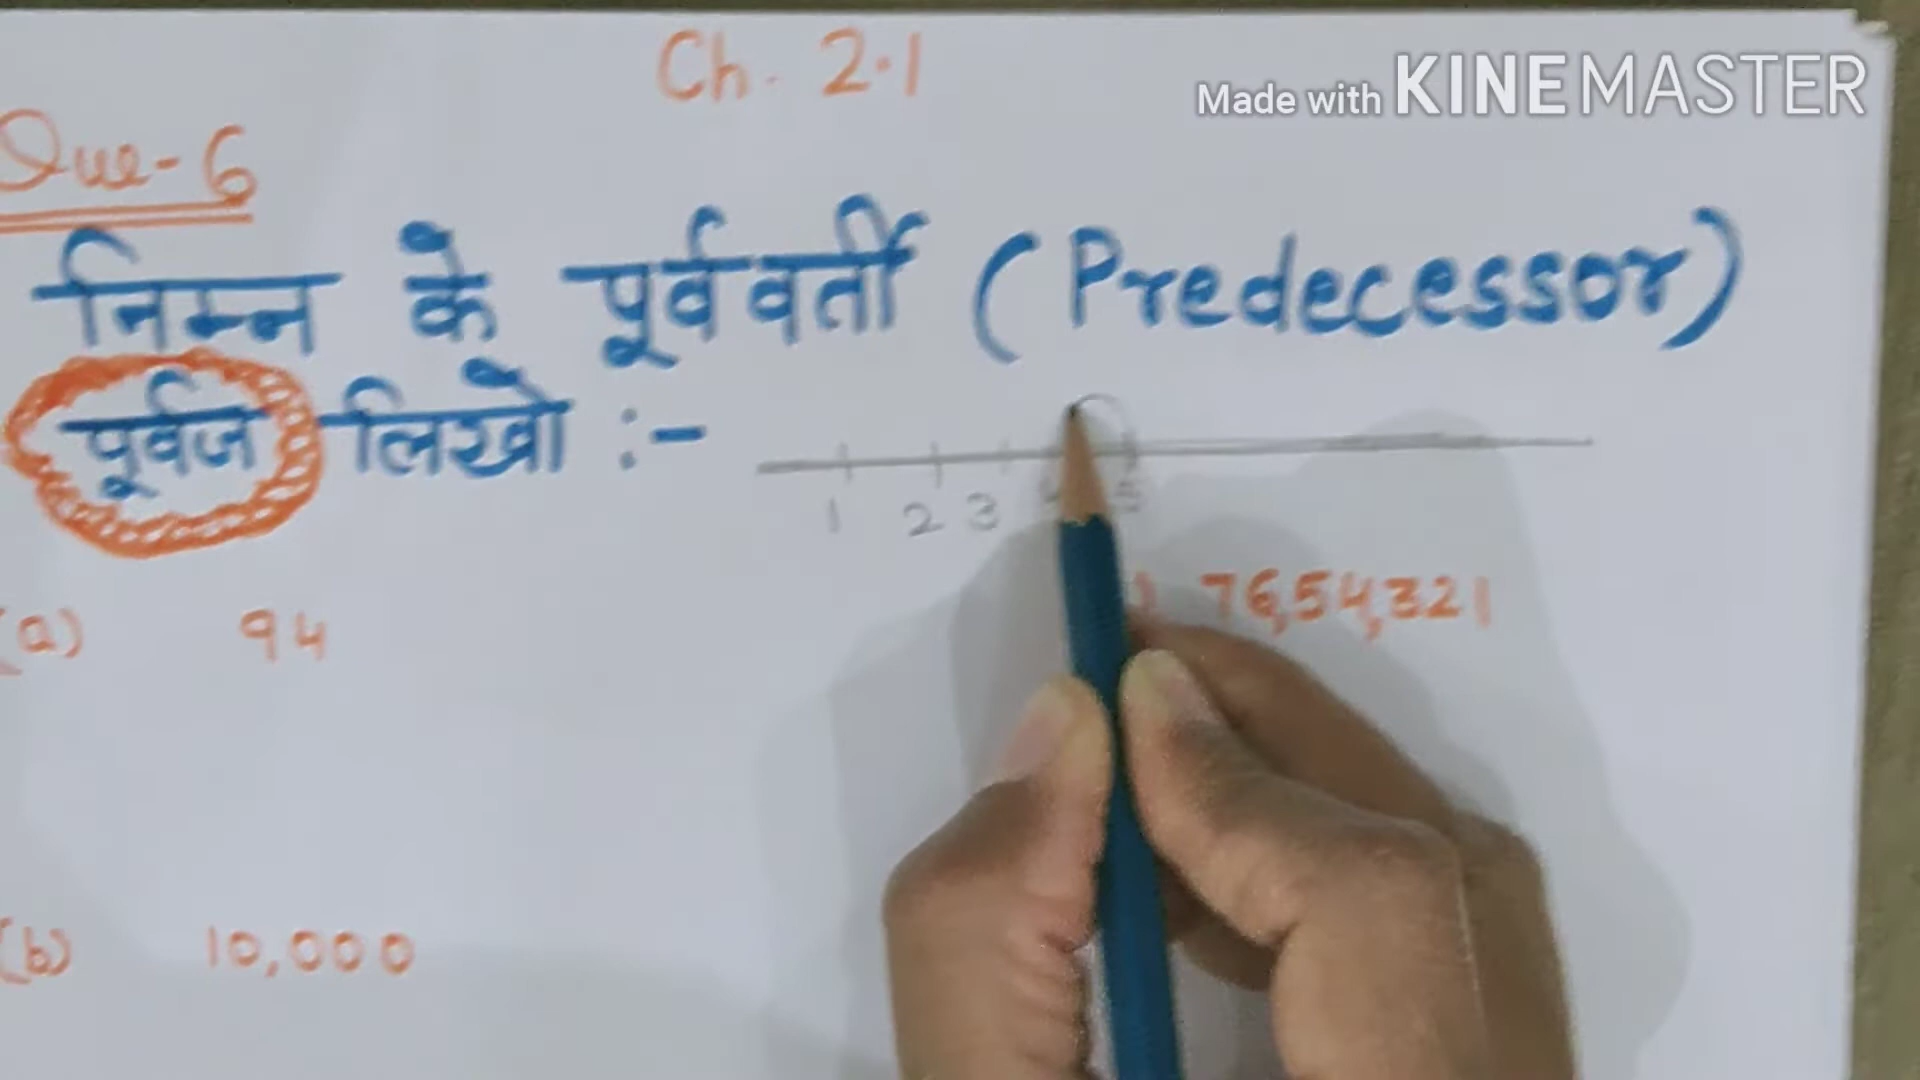 Ch. 2.1
Made with KINEMASTER
Que-6
निम्न के पूर्ववर्ती (Predecessor)
पूर्वज लिखो :-
1 2 3 5
(a) 94
) 76,54,321
(b) 10,000